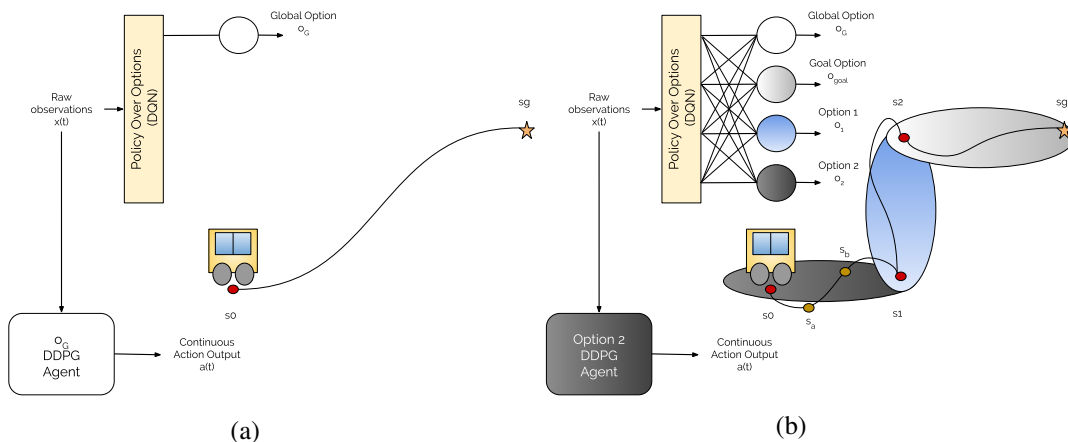 Global Option
o_G
Policy Over Options
(DQN)
Raw
observations
x(t)
sg
s0
o_G
DDPG
Agent
Continuous
Action Output
a(t)
(a)
Global Option
o_G
Goal Option
o_goal
Option 1
o_1
Option 2
o_2
Policy Over Options
(DQN)
Raw
observations
x(t)
s2
sg
s_b
s0
s_a
s1
Option 2
DDPG
Agent
Continuous
Action Output
a(t)
(b)